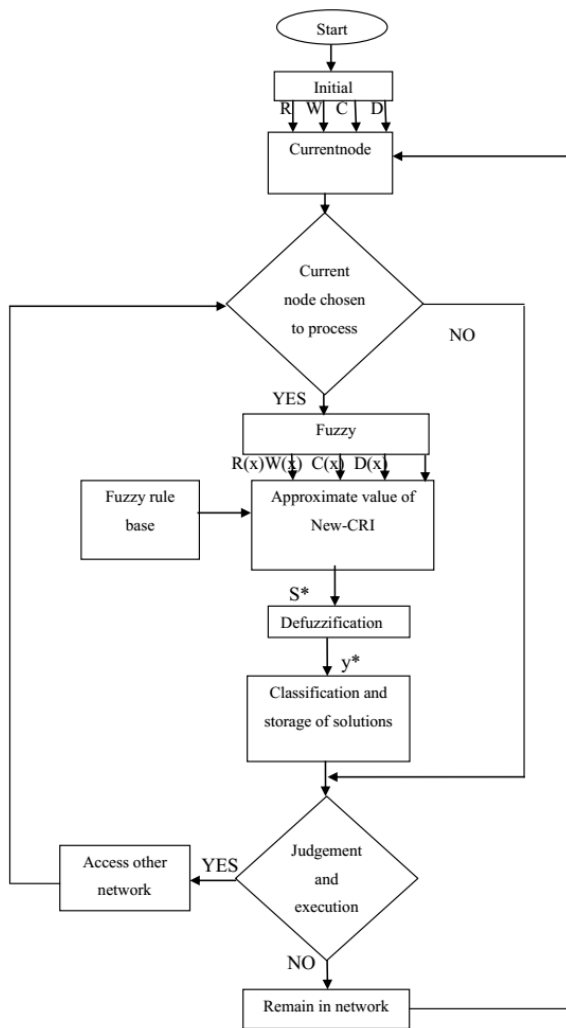 Start
Initial
R W C D
Currentnode
Current
node chosen
to process
NO
YES
Fuzzy
R(x) W(x) C(x) D(x)
Fuzzy rule
base
Approximate value of
New-CRI
S*
Defuzzification
y*
Classification and
storage of solutions
Access other
network
YES
Judgement
and
execution
NO
Remain in network